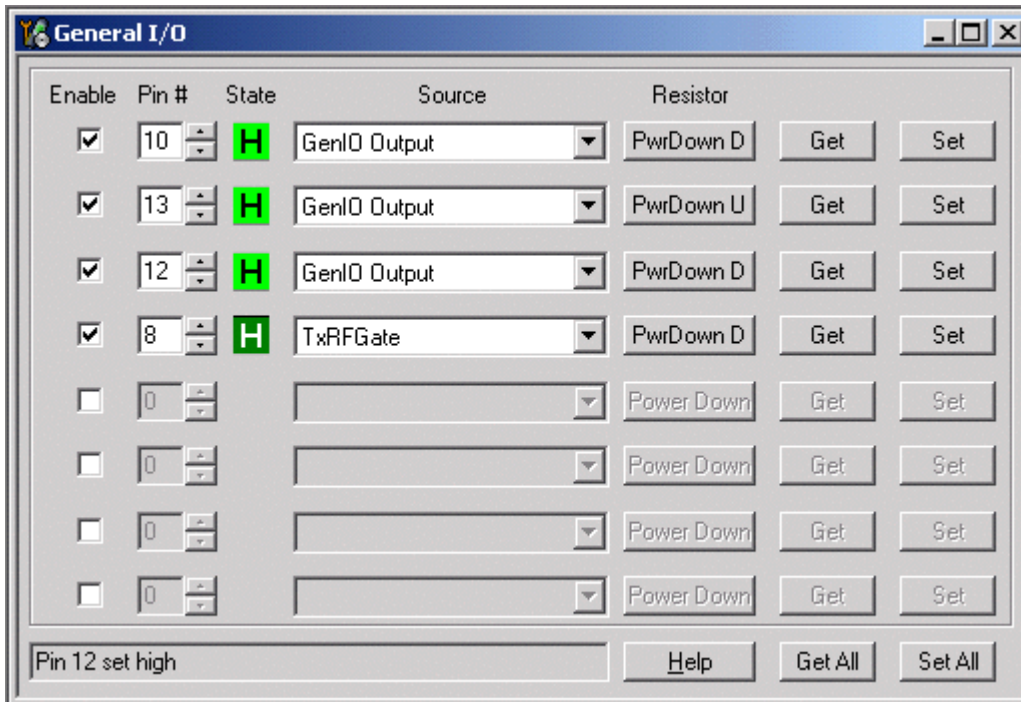 General I/O
Enable Pin # State Source Resistor
10 H GenIO Output PwrDown D Get Set
13 H GenIO Output PwrDown U Get Set
12 H GenIO Output PwrDown D Get Set
8 H TxRFGate PwrDown D Get Set
0 Power Down Get Set
0 Power Down Get Set
0 Power Down Get Set
0 Power Down Get Set
Pin 12 set high Help Get All Set All